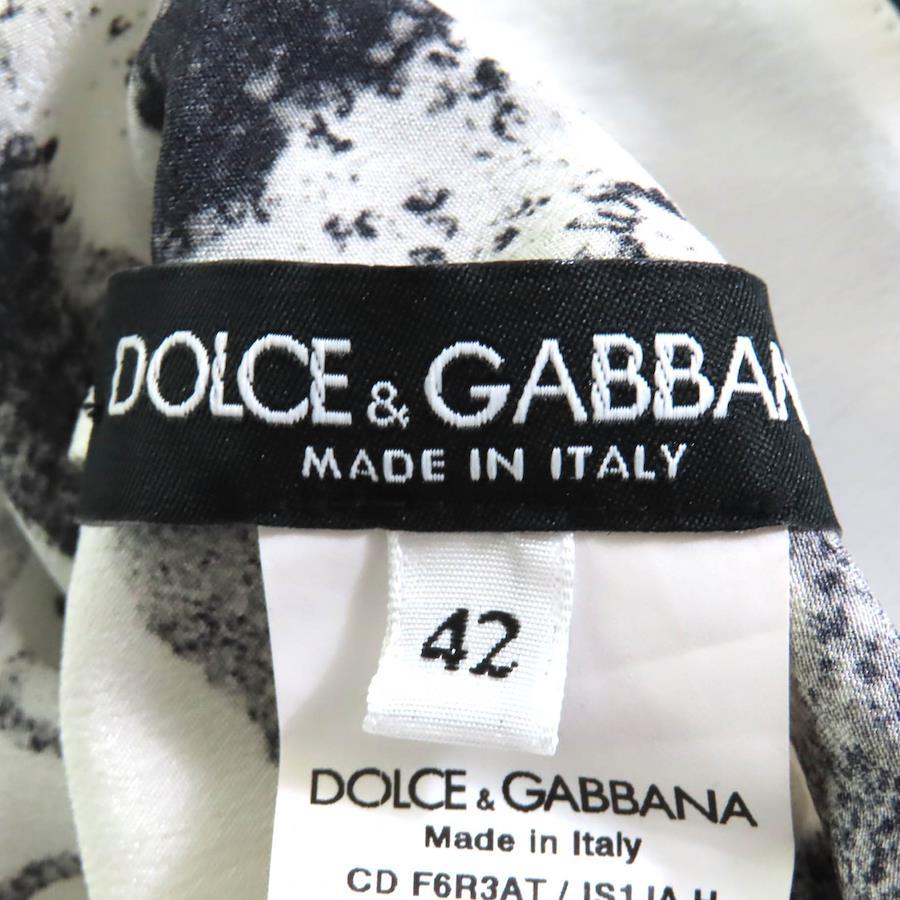 DOLCE & GABBAN
MADE IN ITALY
42
DOLCE & GABBANA
Made in Italy
CD F6R3AT /